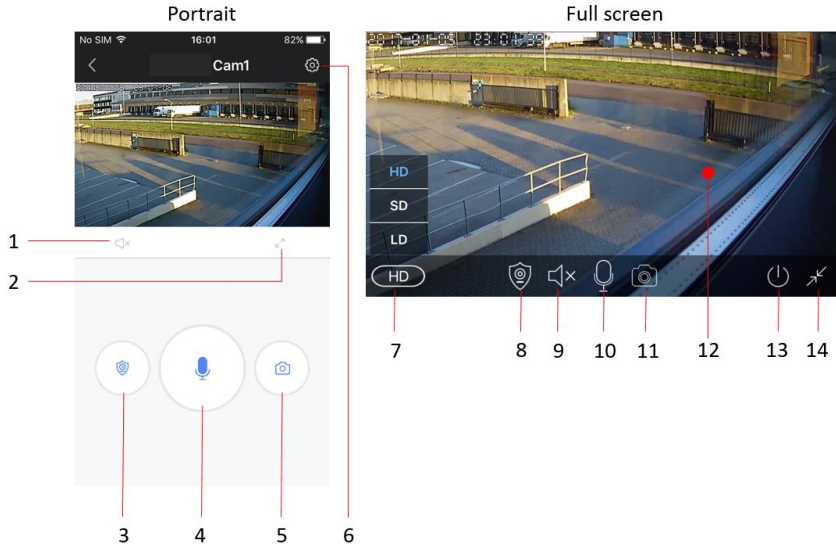 Portrait
Full screen
No SIM 16:01 82%
Cam1
HD
SD
LD
HD
1
2
7 8 9 10 11 12 13 14
3 4 5 6